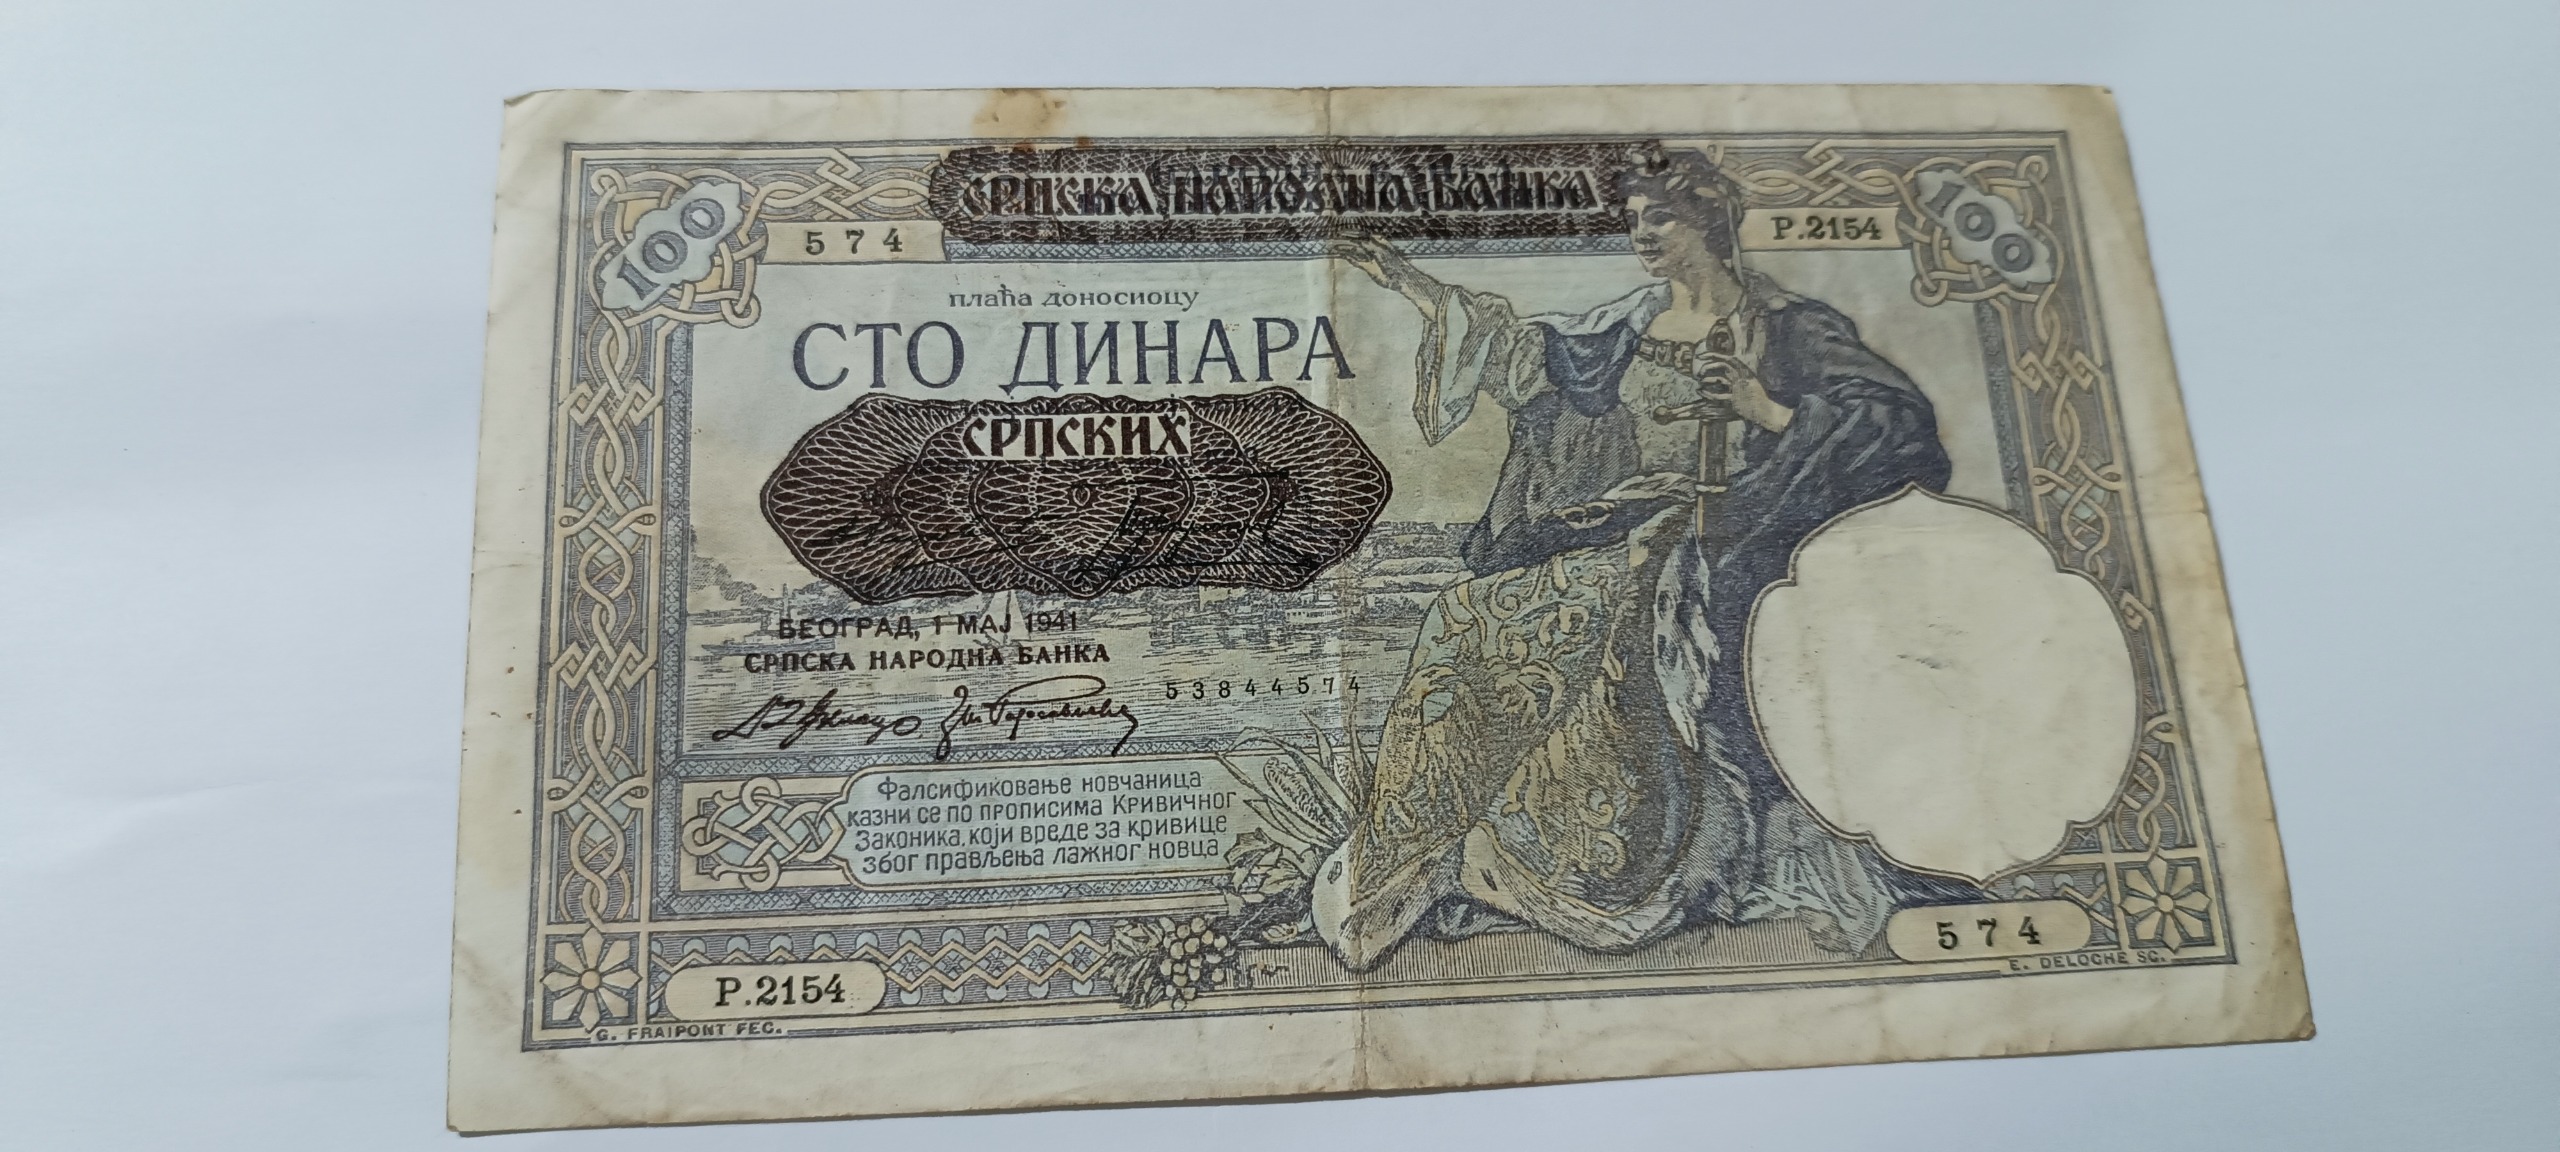 100
СРПСКА НАРОДНА БАНКА
100
574
P.2154
плаћа доносиоцу
СТО ДИНАРА
СРПСКИХ
БЕОГРАД, 1 МАЈ 1941
СРПСКА НАРОДНА БАНКА
53844574
Фалсификовање новчаница
казни се по прописима Кривичног
Законика, који вреде за кривице
због прављења лажног новца
P.2154
574
G. FRAIPONT FEC.
E. DELOCHE SC.